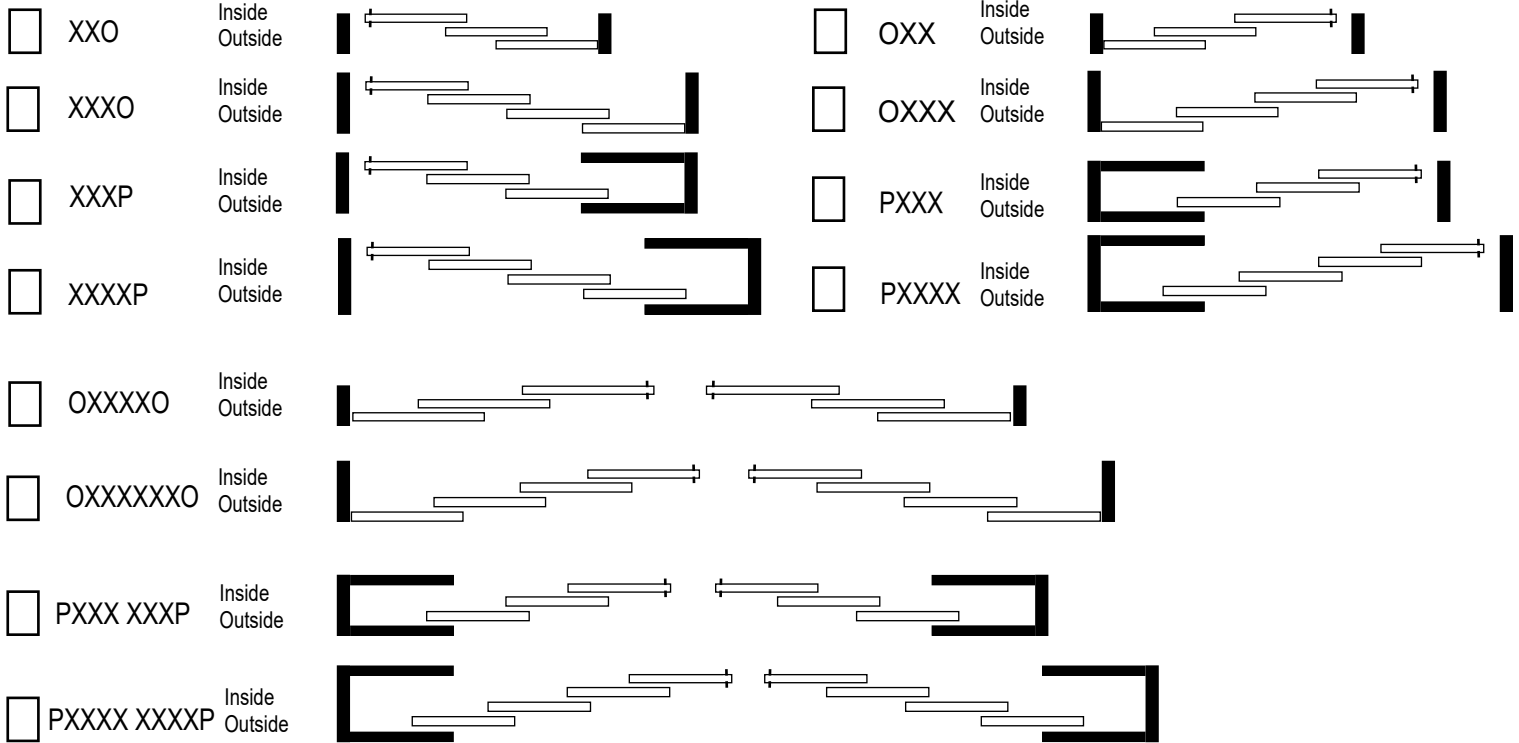 XXO
Inside
Outside
OXX
Inside
Outside
XXXO
Inside
Outside
OXXX
Inside
Outside
XXXP
Inside
Outside
PXXX
Inside
Outside
XXXXP
Inside
Outside
PXXXX
Inside
Outside
OXXXXO
Inside
Outside
OXXXXXXO
Inside
Outside
PXXX XXXP
Inside
Outside
PXXXX XXXXP
Inside
Outside